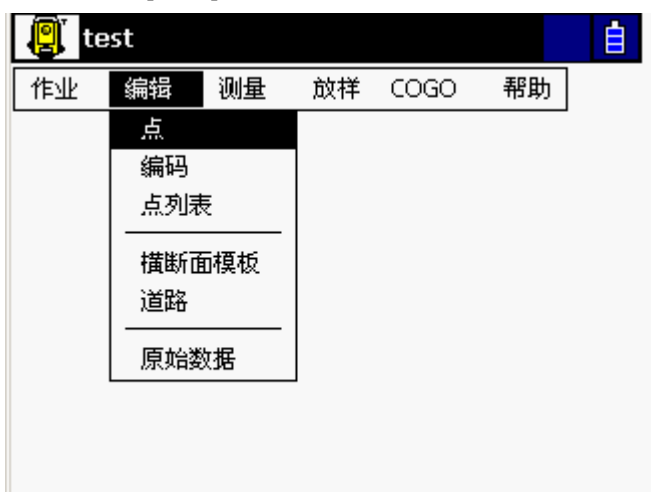 test
作业 编辑 测量 放样 COGO 帮助
点
编码
点列表
横断面模板
道路
原始数据